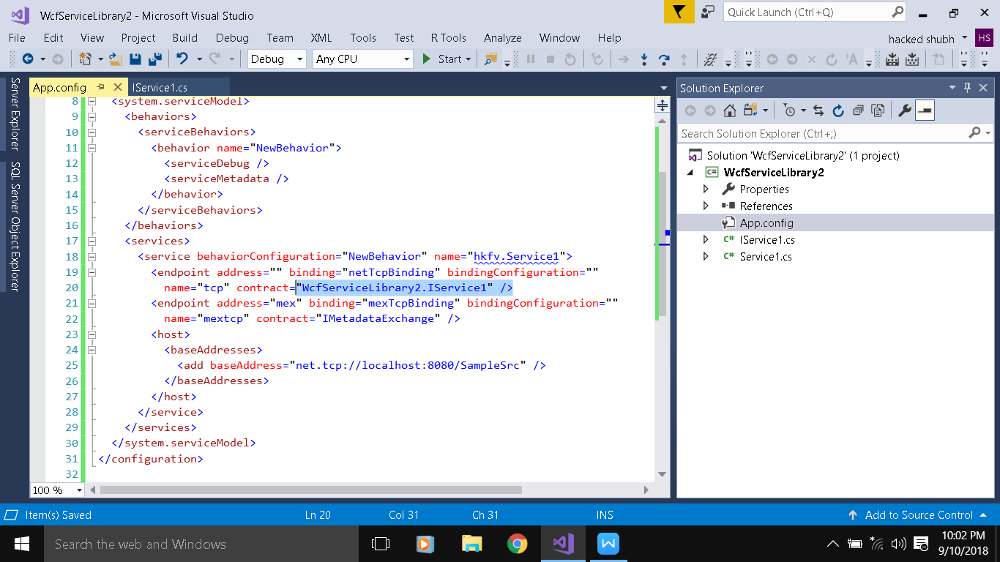 WcfServiceLibrary2 - Microsoft Visual Studio
Quick Launch (Ctrl+Q)
File Edit View Project Build Debug Team XML Tools Test R Tools Analyze Window Help
hacked shubh HS
Debug Any CPU Start
Server Explorer
SQL Server Object Explorer
App.config IService1.cs
8 <system.serviceModel>
9 <behaviors>
10 <serviceBehaviors>
11 <behavior name="NewBehavior">
12 <serviceDebug />
13 <serviceMetadata />
14 </behavior>
15 </serviceBehaviors>
16 </behaviors>
17 <services>
18 <service behaviorConfiguration="NewBehavior" name="hkfv.Service1">
19 <endpoint address="" binding="netTcpBinding" bindingConfiguration=""
20 name="tcp" contract="WcfServiceLibrary2.IService1" />
21 <endpoint address="mex" binding="mexTcpBinding" bindingConfiguration=""
22 name="mextcp" contract="IMetadataExchange" />
23 <host>
24 <baseAddresses>
25 <add baseAddress="net.tcp://localhost:8080/SampleSrc" />
26 </baseAddresses>
27 </host>
28 </service>
29 </services>
30 </system.serviceModel>
31 </configuration>
32
100 %
Solution Explorer
Search Solution Explorer (Ctrl+;)
Solution 'WcfServiceLibrary2' (1 project)
C# WcfServiceLibrary2
Properties
References
App.config
C# IService1.cs
C# Service1.cs
Item(s) Saved Ln 20 Col 31 Ch 31 INS Add to Source Control
Search the web and Windows
W
10:02 PM
9/10/2018